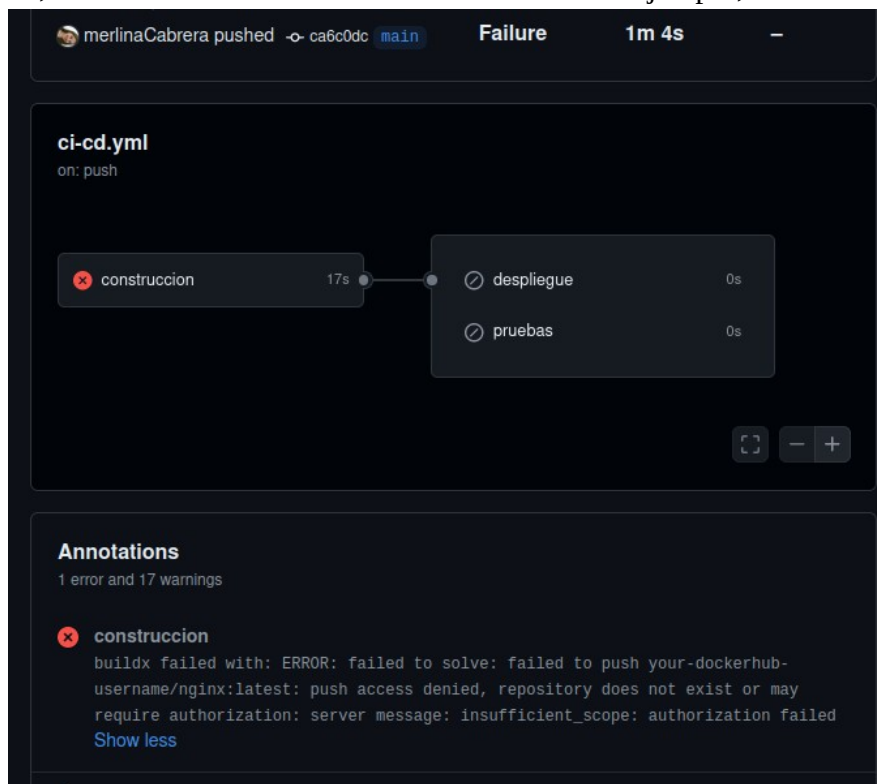 merlinaCabrera pushed ca6c0dc main Failure 1m 4s –
ci-cd.yml
on: push
construccion 17s
despliegue 0s
pruebas 0s
Annotations
1 error and 17 warnings
construccion
buildx failed with: ERROR: failed to solve: failed to push your-dockerhub-
username/nginx:latest: push access denied, repository does not exist or may
require authorization: server message: insufficient_scope: authorization failed
Show less